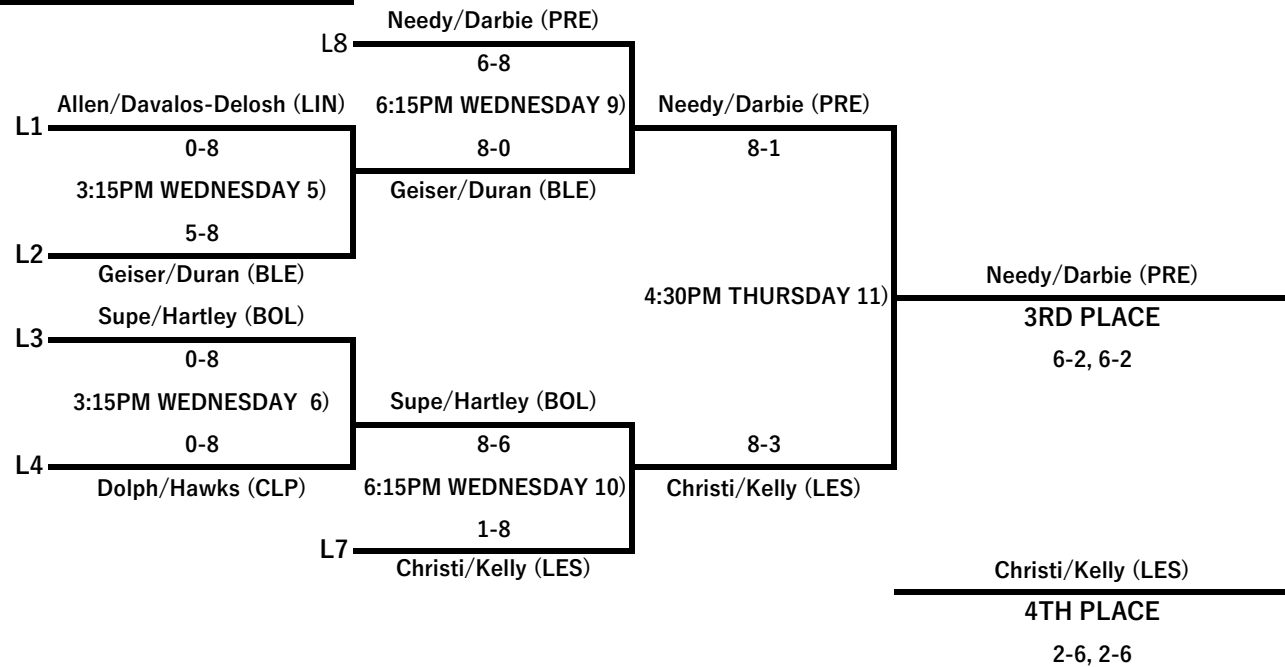 Needy/Darbie (PRE)
L8
6-8
Allen/Davalos-Delosh (LIN)
6:15PM WEDNESDAY 9)
Needy/Darbie (PRE)
L1
0-8
8-0
8-1
3:15PM WEDNESDAY 5)
Geiser/Duran (BLE)
5-8
L2
Geiser/Duran (BLE)
Needy/Darbie (PRE)
4:30PM THURSDAY 11)
Supe/Hartley (BOL)
3RD PLACE
L3
0-8
6-2, 6-2
3:15PM WEDNESDAY  6)
Supe/Hartley (BOL)
0-8
8-6
8-3
L4
Dolph/Hawks (CLP)
6:15PM WEDNESDAY 10)
Christi/Kelly (LES)
1-8
L7
Christi/Kelly (LES)
Christi/Kelly (LES)
4TH PLACE
2-6, 2-6